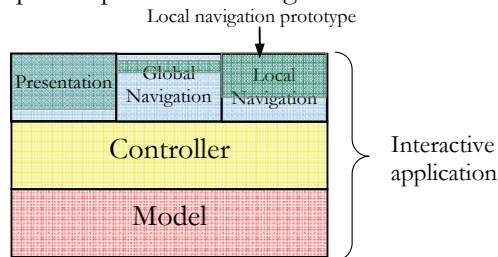 Local navigation prototype
Presentation
Global
Navigation
Local
Navigation
Controller
Model
Interactive
application